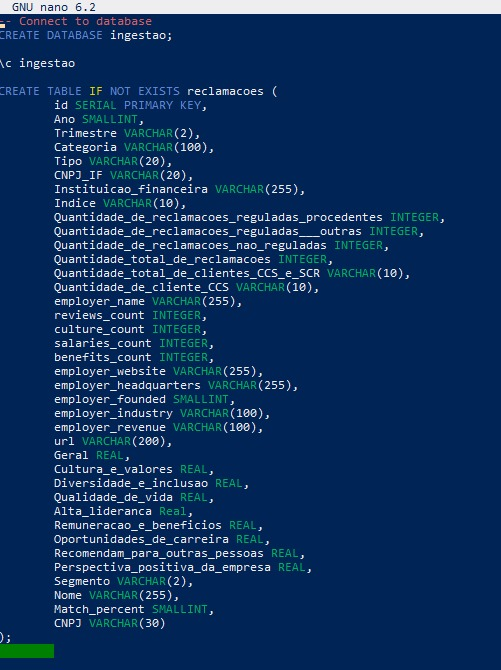 GNU nano 6.2
-- Connect to database
CREATE DATABASE ingestao;
\c ingestao
CREATE TABLE IF NOT EXISTS reclamacoes (
id SERIAL PRIMARY KEY,
Ano SMALLINT,
Trimestre VARCHAR(2),
Categoria VARCHAR(100),
Tipo VARCHAR(20),
CNPJ_IF VARCHAR(20),
Instituicao_financeira VARCHAR(255),
Indice VARCHAR(10),
Quantidade_de_reclamacoes_reguladas_procedentes INTEGER,
Quantidade_de_reclamacoes_reguladas___outras INTEGER,
Quantidade_de_reclamacoes_nao_reguladas INTEGER,
Quantidade_total_de_reclamacoes INTEGER,
Quantidade_total_de_clientes_CCS_e_SCR VARCHAR(10),
Quantidade_de_cliente_CCS VARCHAR(10),
employer_name VARCHAR(255),
reviews_count INTEGER,
culture_count INTEGER,
salaries_count INTEGER,
benefits_count INTEGER,
employer_website VARCHAR(255),
employer_headquarters VARCHAR(255),
employer_founded SMALLINT,
employer_industry VARCHAR(100),
employer_revenue VARCHAR(100),
url VARCHAR(200),
Geral REAL,
Cultura_e_valores REAL,
Diversidade_e_inclusao REAL,
Qualidade_de_vida REAL,
Alta_lideranca Real,
Remuneracao_e_beneficios REAL,
Oportunidades_de_carreira REAL,
Recomendam_para_outras_pessoas REAL,
Perspectiva_positiva_da_empresa REAL,
Segmento VARCHAR(2),
Nome VARCHAR(255),
Match_percent SMALLINT,
CNPJ VARCHAR(30)
);